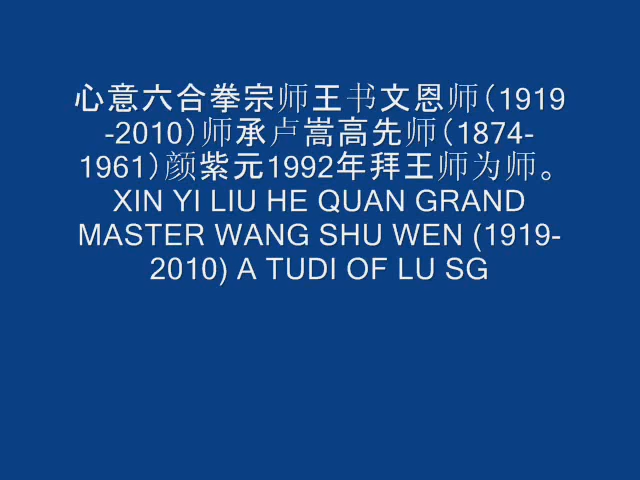 心意六合拳宗师王书文恩师（1919
-2010）师承卢嵩高先师（1874-
1961）颜紫元1992年拜王师为师。
XIN YI LIU HE QUAN GRAND
MASTER WANG SHU WEN (1919-
2010) A TUDI OF LU SG